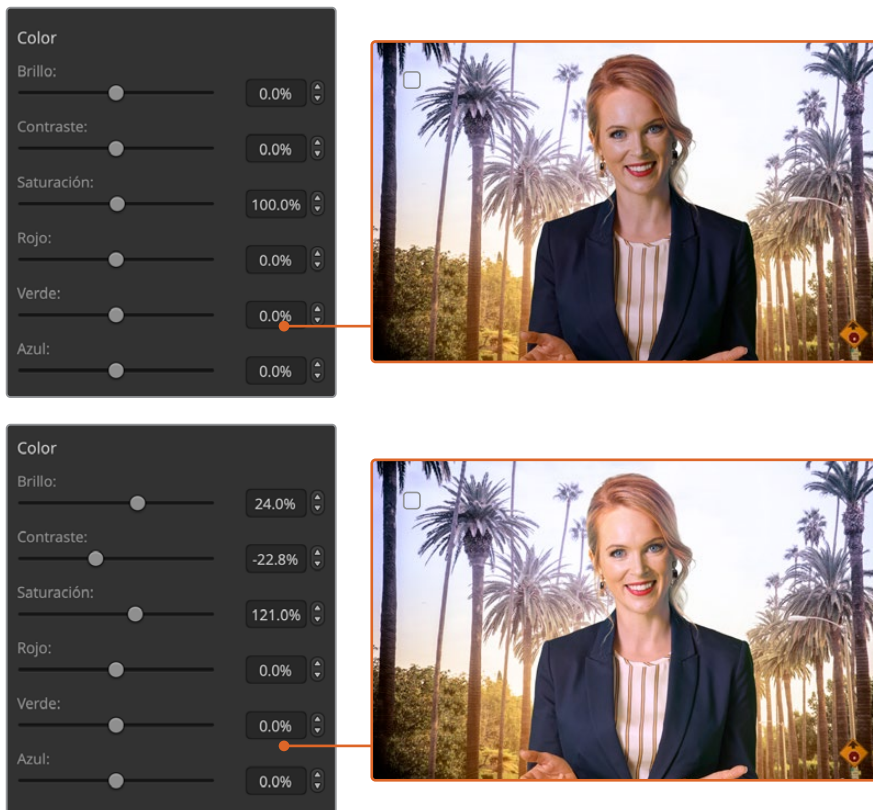 Color
Brillo:
0.0%
Contraste:
0.0%
Saturación:
100.0%
Rojo:
0.0%
Verde:
0.0%
Azul:
0.0%
Color
Brillo:
24.0%
Contraste:
-22.8%
Saturación:
121.0%
Rojo:
0.0%
Verde:
0.0%
Azul:
0.0%